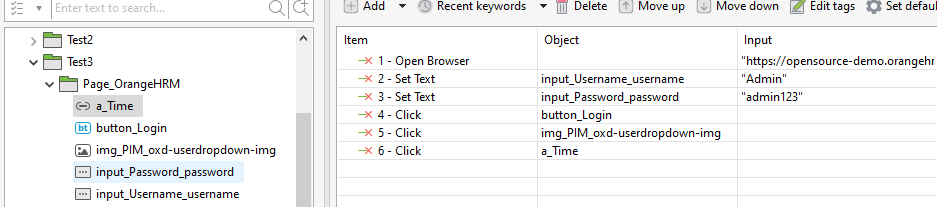 Enter text to search...
Add
Recent keywords
Delete
Move up
Move down
Edit tags
Set defaul
Test2
Test3
Page_OrangeHRM
a_Time
bt button_Login
img_PIM_oxd-userdropdown-img
input_Password_password
input_Username_username
Item Object Input
1 - Open Browser "https://opensource-demo.orangehr
2 - Set Text input_Username_username "Admin"
3 - Set Text input_Password_password "admin123"
4 - Click button_Login
5 - Click img_PIM_oxd-userdropdown-img
6 - Click a_Time